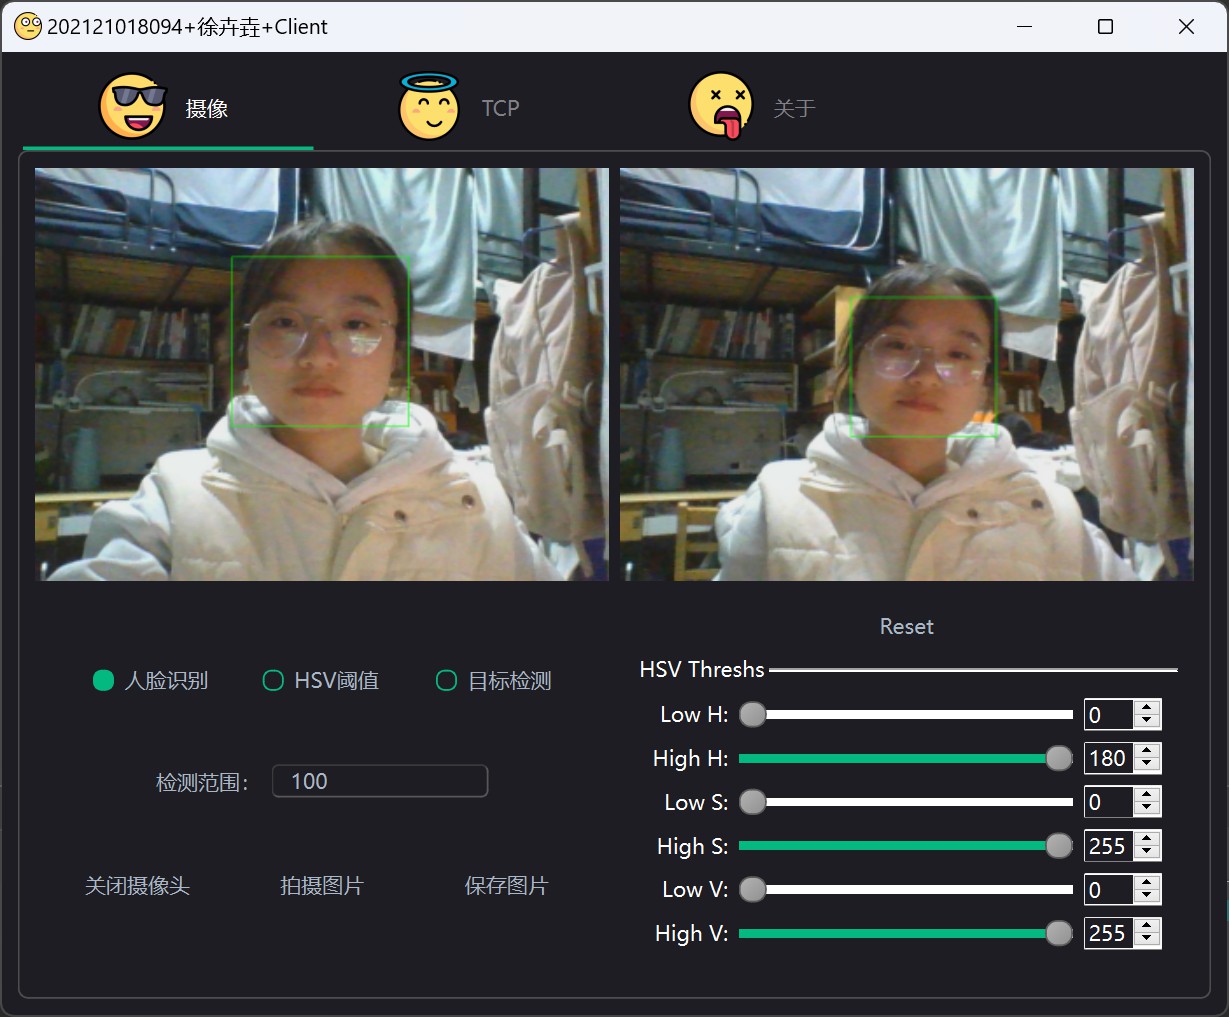 202121018094+徐卉垚+Client
摄像
TCP
关于
人脸识别
HSV阈值
目标检测
检测范围：
100
关闭摄像头
拍摄图片
保存图片
Reset
HSV Threshs
Low H:
0
High H:
180
Low S:
0
High S:
255
Low V:
0
High V:
255